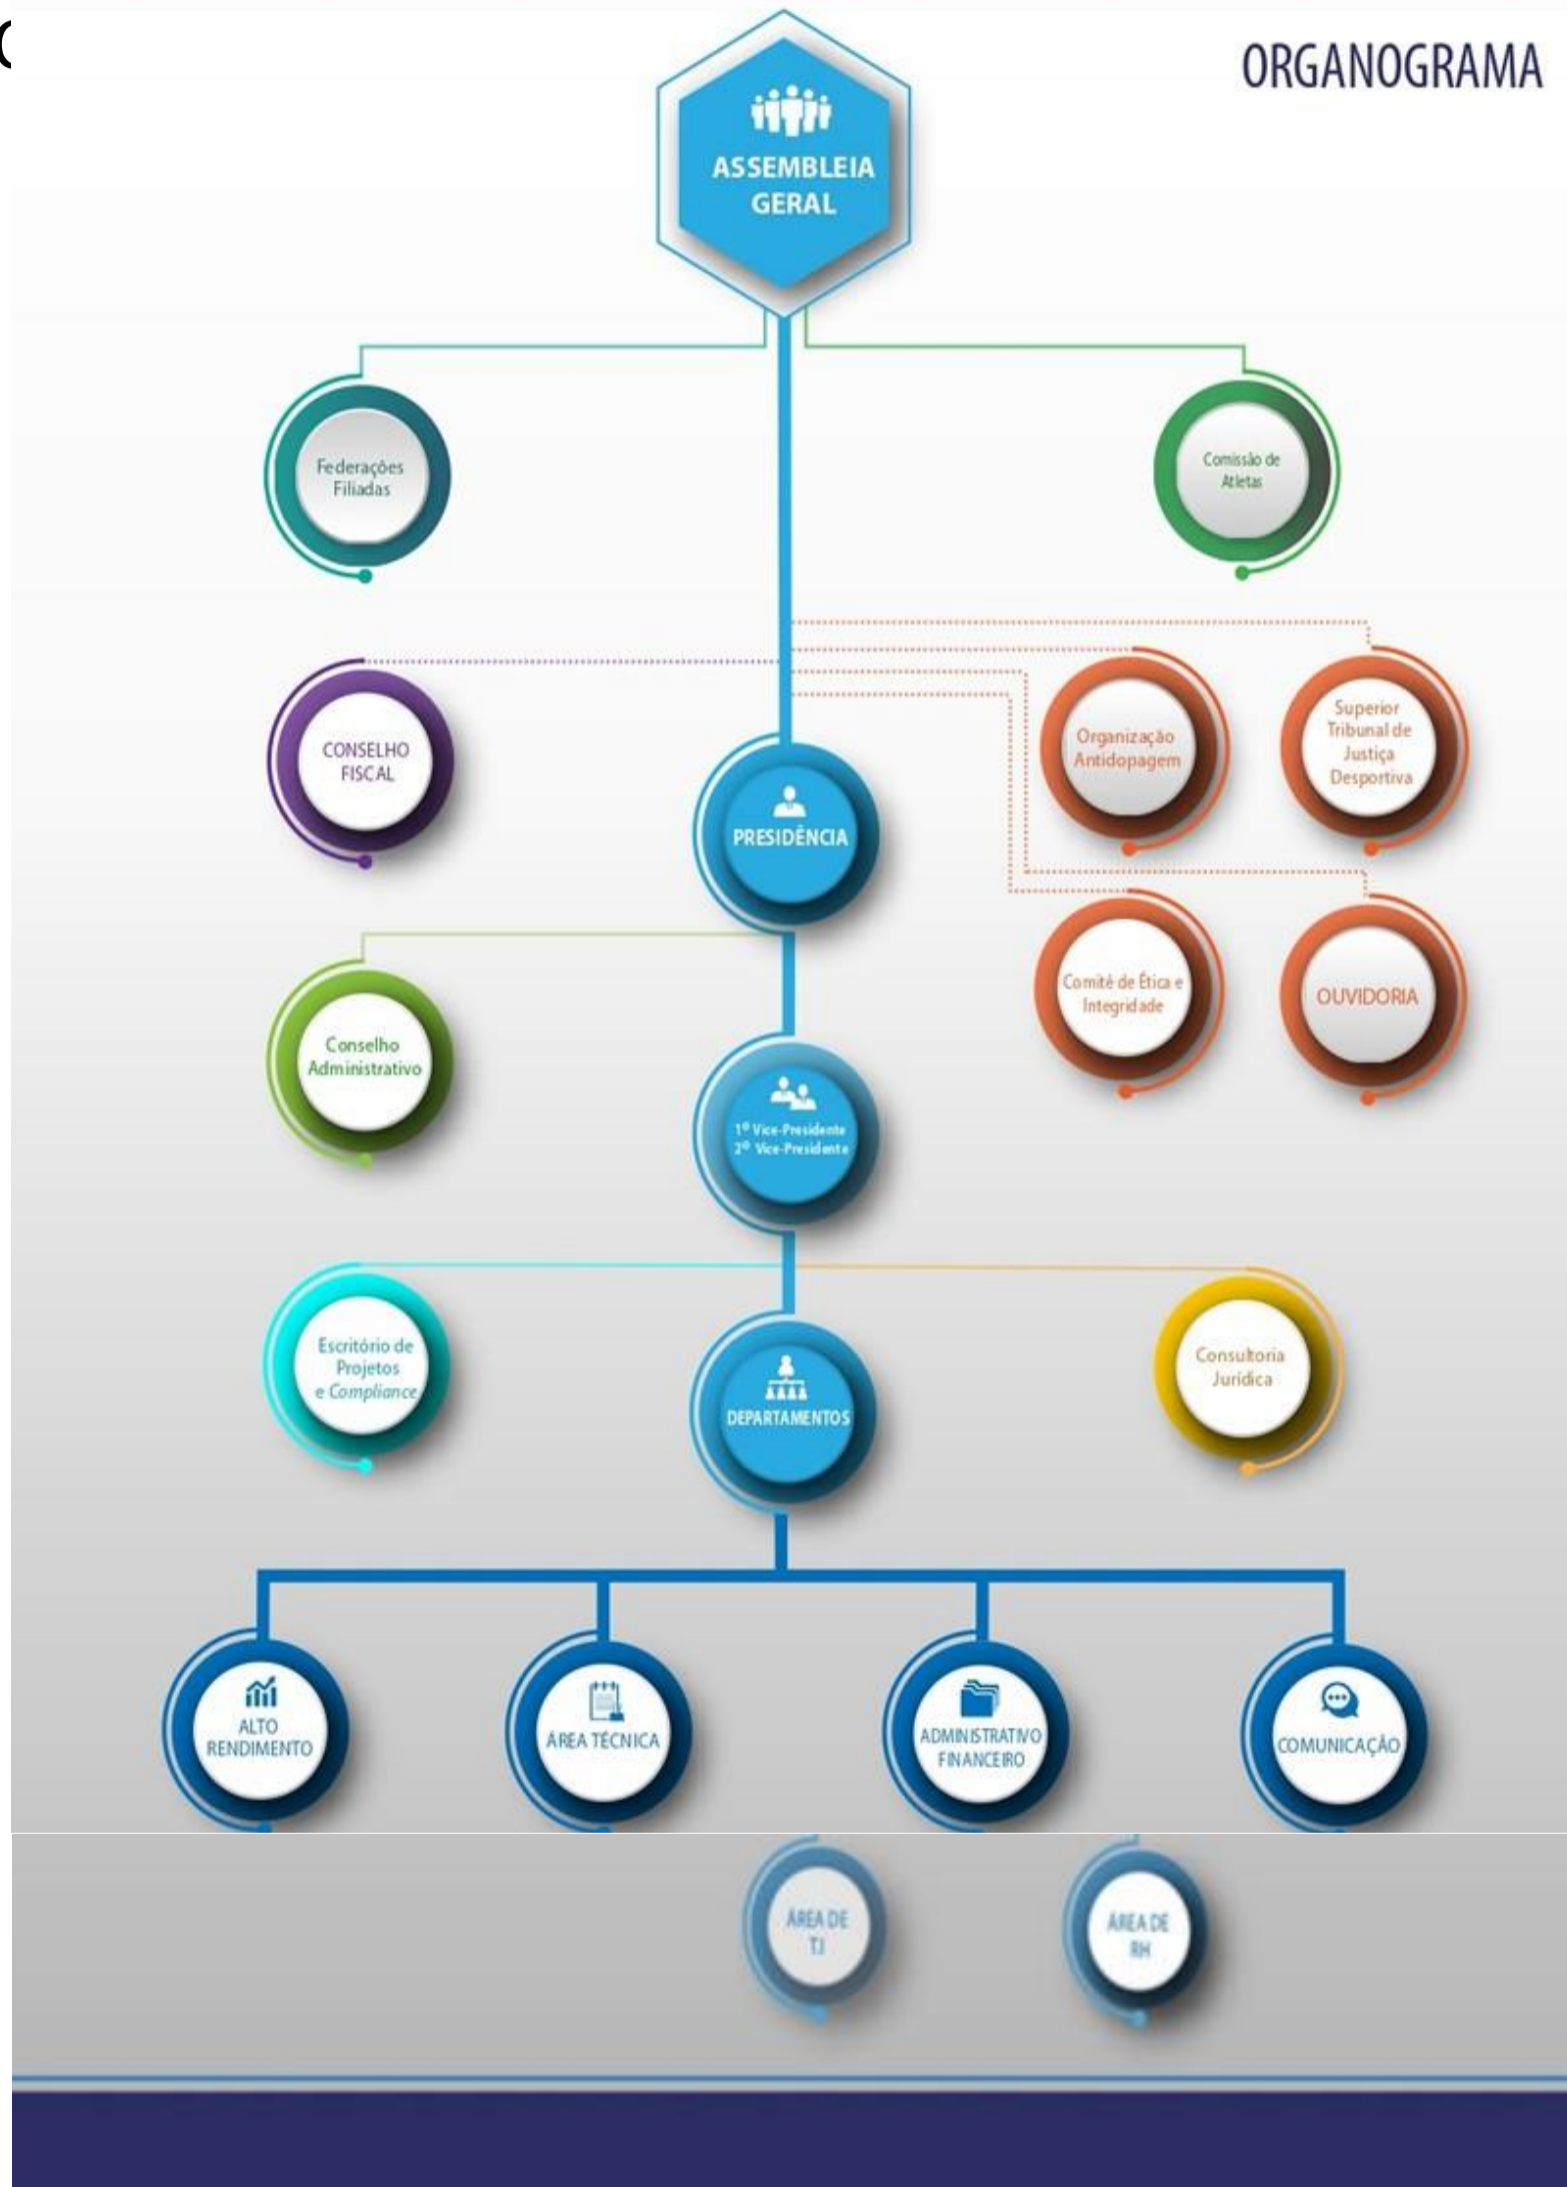 ORGANOGRAMA
ASSEMBLEIA
GERAL
Federações
Filiadas
Comissão de
Atletas
CONSELHO
FISCAL
PRESIDÊNCIA
Organização
Antidopagem
Superior
Tribunal de
Justiça
Desportiva
Conselho
Administrativo
Comitê de Ética e
Integridade
OUVIDORIA
1º Vice-Presidente
2º Vice-Presidente
Escritório de
Projetos
e Compliance
DEPARTAMENTOS
Consultoria
Jurídica
ALTO
RENDIMENTO
ÁREA TÉCNICA
ADMINISTRATIVO
FINANCEIRO
COMUNICAÇÃO
ÁREA DE
T.I
ÁREA DE
RH